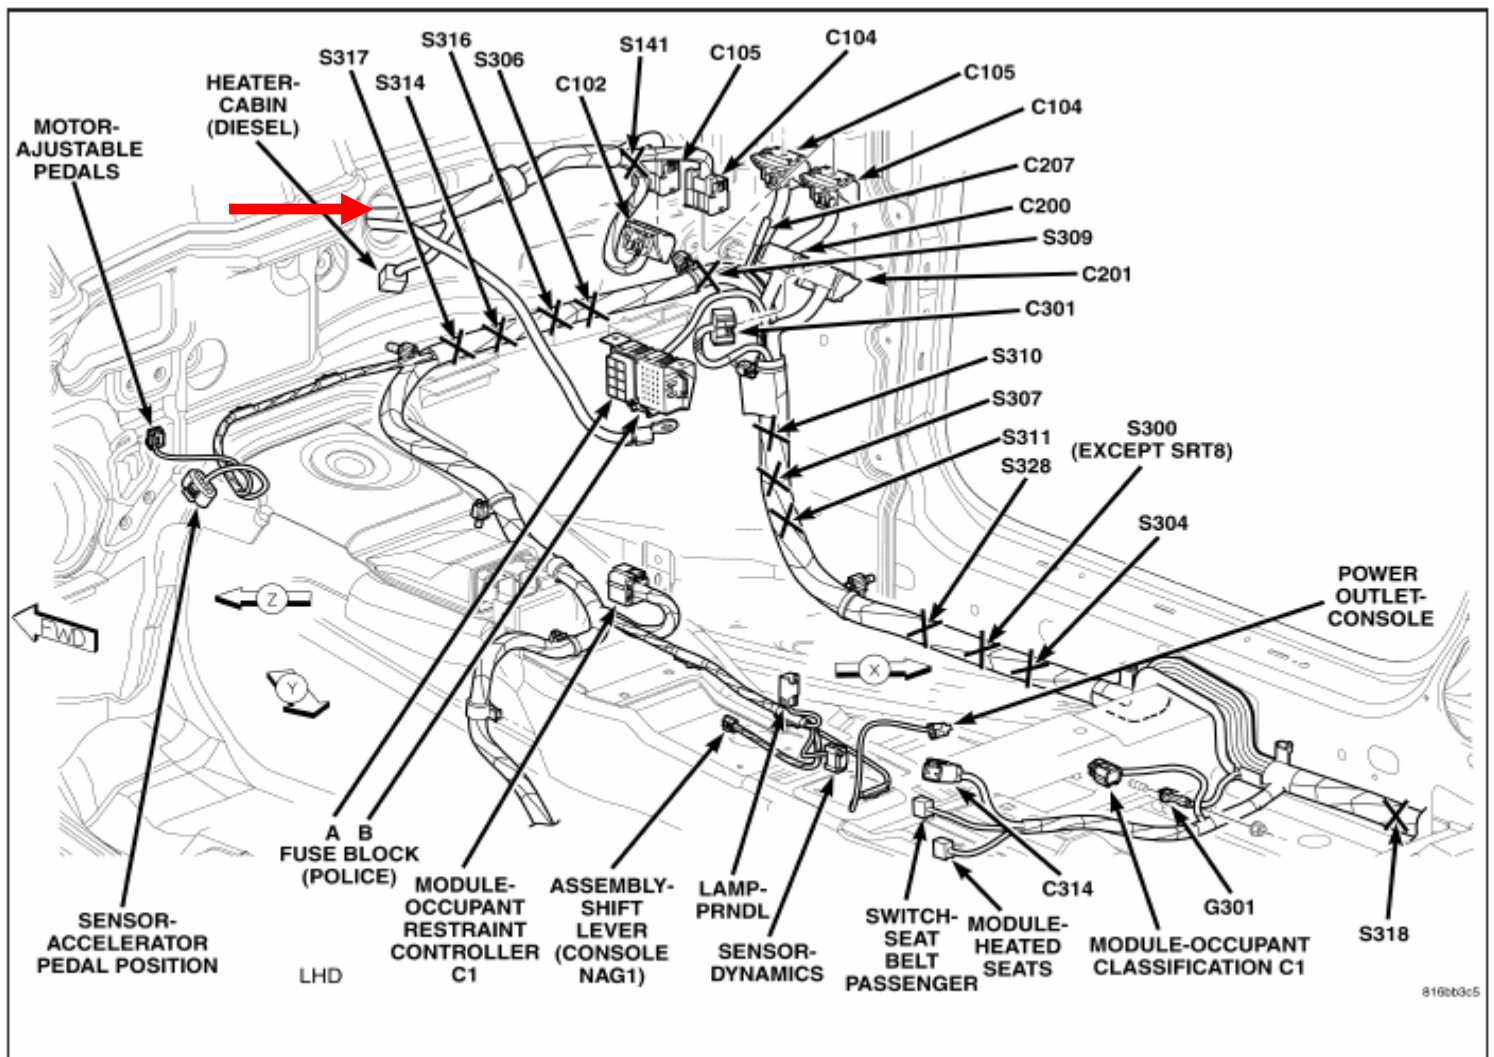 S317
S316
S314
S306
S141
C102
C105
C104
C105
C104
C207
C200
S309
C201
C301
S310
S307
S311
S328
S300
(EXCEPT SRT8)
S304
POWER
OUTLET-
CONSOLE
HEATER-
CABIN
(DIESEL)
MOTOR-
AJUSTABLE
PEDALS
Z
FWD
Y
X
A B
FUSE BLOCK
(POLICE)
SENSOR-
ACCELERATOR
PEDAL POSITION
LHD
MODULE-
OCCUPANT
RESTRAINT
CONTROLLER
C1
ASSEMBLY-
SHIFT
LEVER
(CONSOLE
NAG1)
LAMP-
PRNDL
SENSOR-
DYNAMICS
SWITCH-
SEAT
BELT
PASSENGER
MODULE-
HEATED
SEATS
C314
MODULE-OCCUPANT
CLASSIFICATION C1
G301
S318
816bb3c5